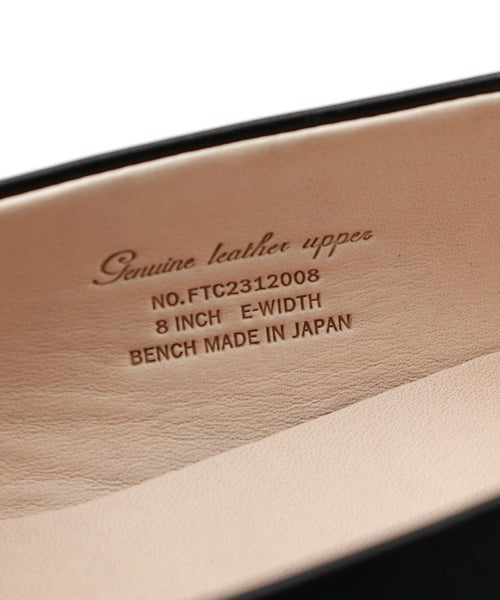 Genuine leather upper
NO.FTC2312008
8 INCH E-WIDTH
BENCH MADE IN JAPAN